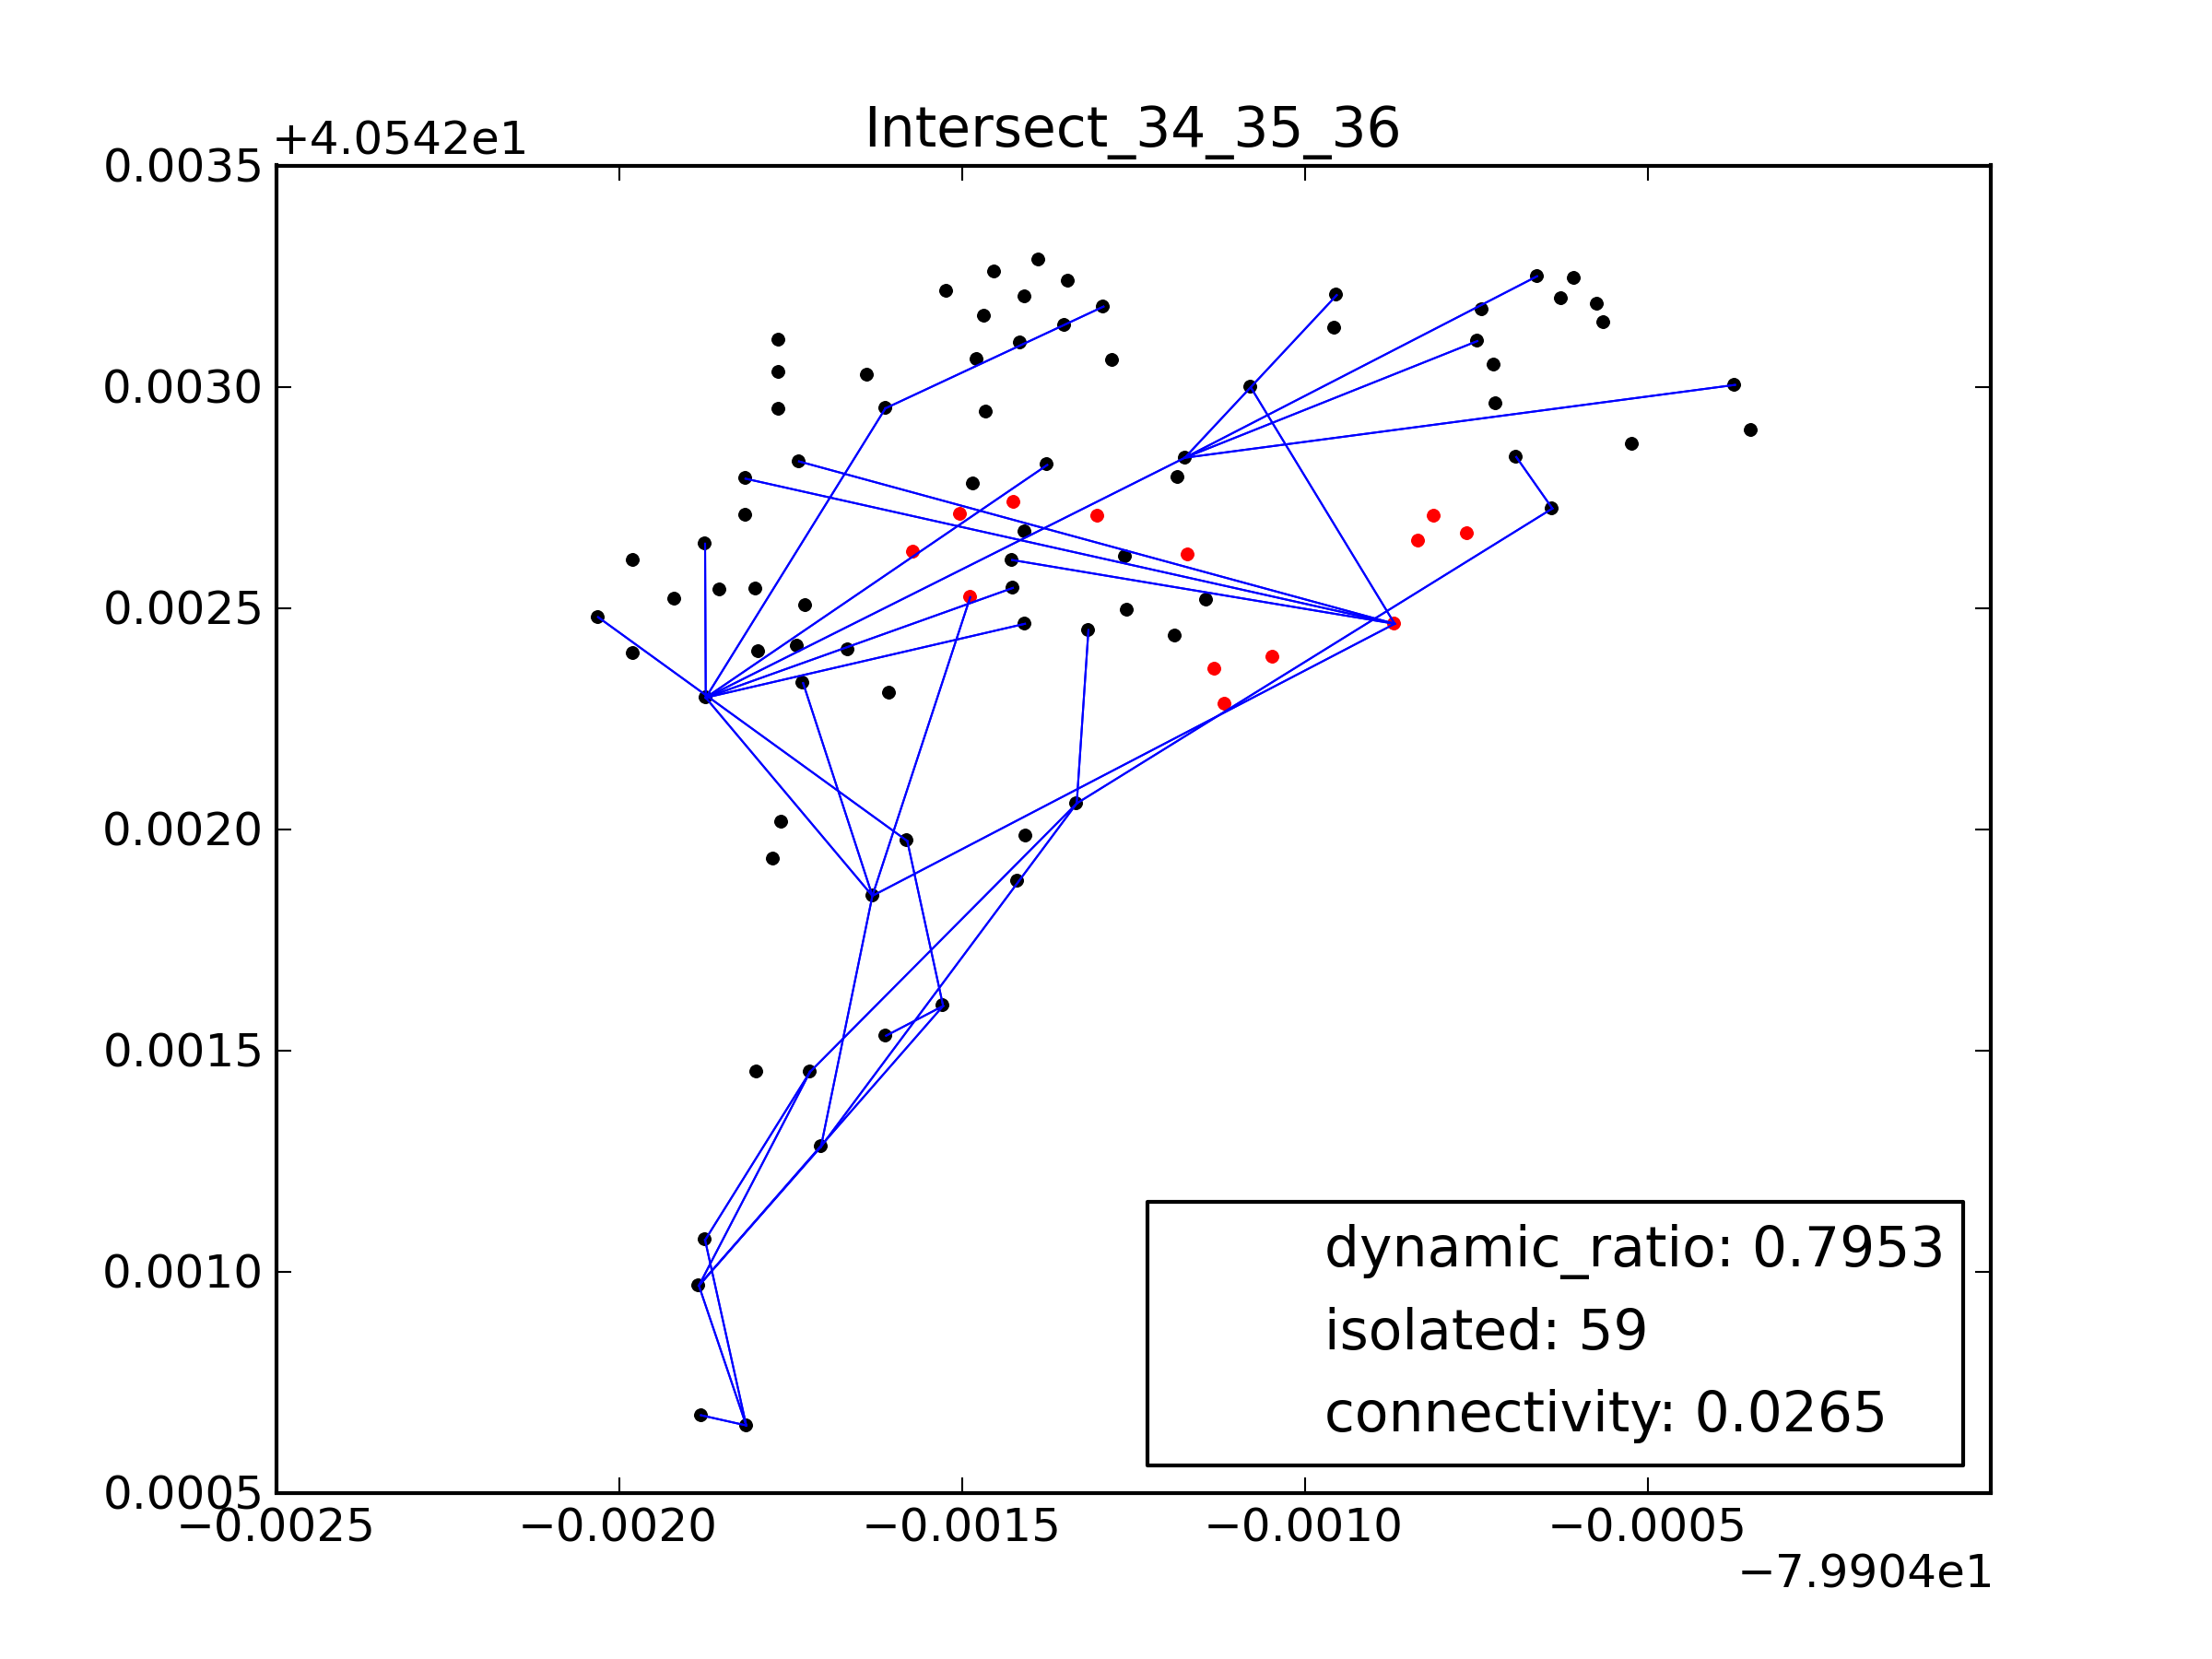 Intersect_34_35_36
+4.0542e1
0.0035
0.0030
0.0025
0.0020
0.0015
0.0010
0.0005
dynamic_ratio: 0.7953
isolated: 59
connectivity: 0.0265
−0.0025 −0.0020 −0.0015 −0.0010 −0.0005
−7.9904e1